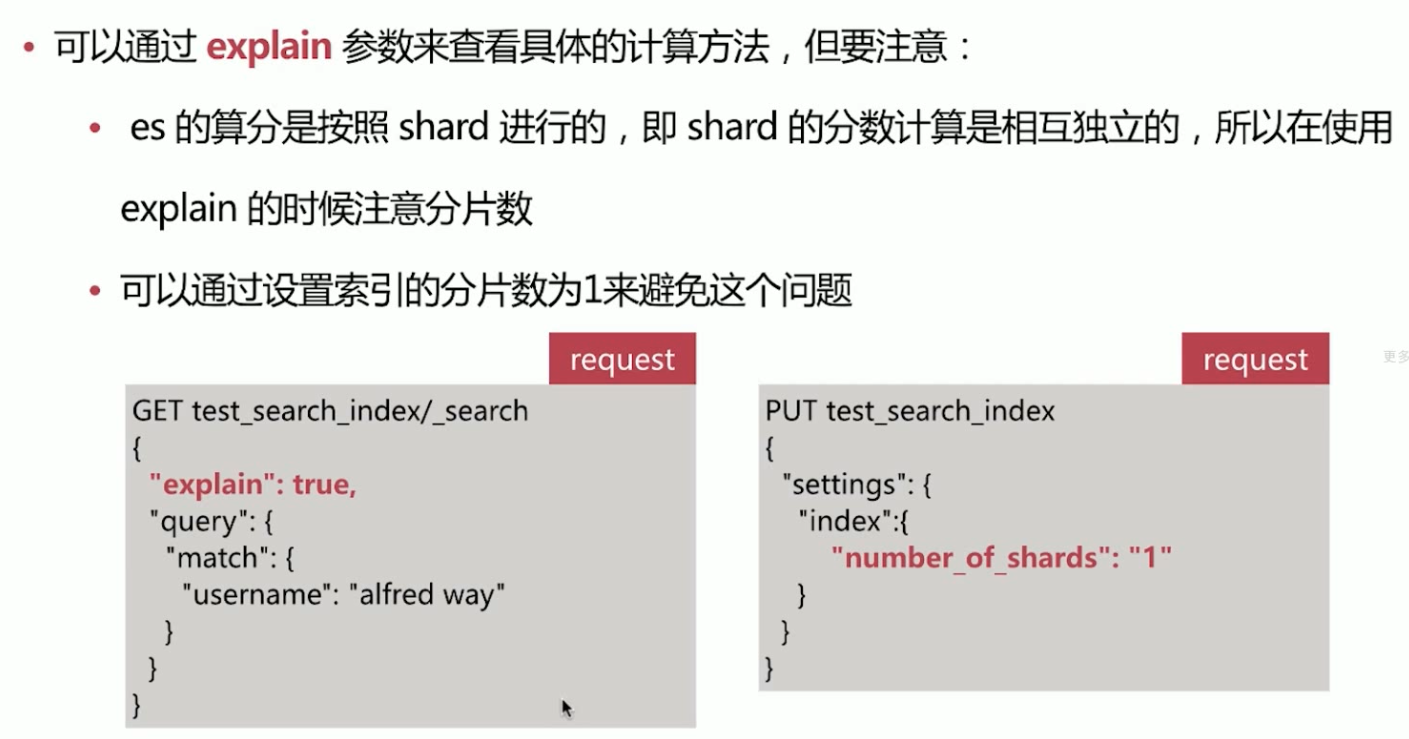 • 可以通过 explain 参数来查看具体的计算方法，但要注意：
• es 的算分是按照 shard 进行的，即 shard 的分数计算是相互独立的，所以在使用
explain 的时候注意分片数
• 可以通过设置索引的分片数为1来避免这个问题
request
GET test_search_index/_search
{
"explain": true,
"query": {
"match": {
"username": "alfred way"
}
}
}
request
PUT test_search_index
{
"settings": {
"index":{
"number_of_shards": "1"
}
}
}
更多